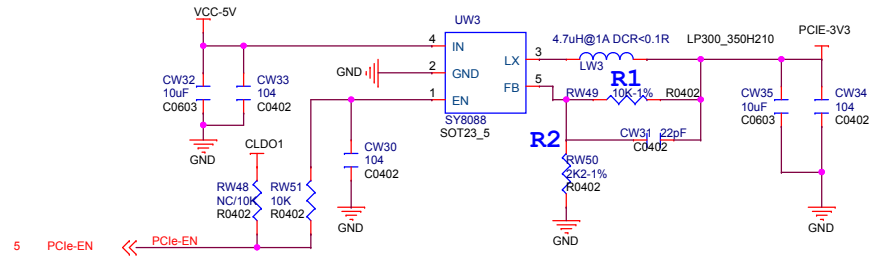 VCC-5V
UW3
PCIE-3V3
4.7uH@1A DCR<0.1R
LP300_350H210
4
IN
LX
3
LW3
GND
2
GND
FB
5
1
EN
SY8088
SOT23_5
CW32
10uF
C0603
CW33
104
C0402
GND
R1
RW49
10K-1%
R0402
CW35
10uF
C0603
CW34
104
C0402
CW31
22pF
C0402
R2
RW50
2K2-1%
R0402
GND
GND
CLDO1
CW30
104
C0402
GND
RW48
NC/10K
R0402
RW51
10K
R0402
5
PCIe-EN
PCIe-EN